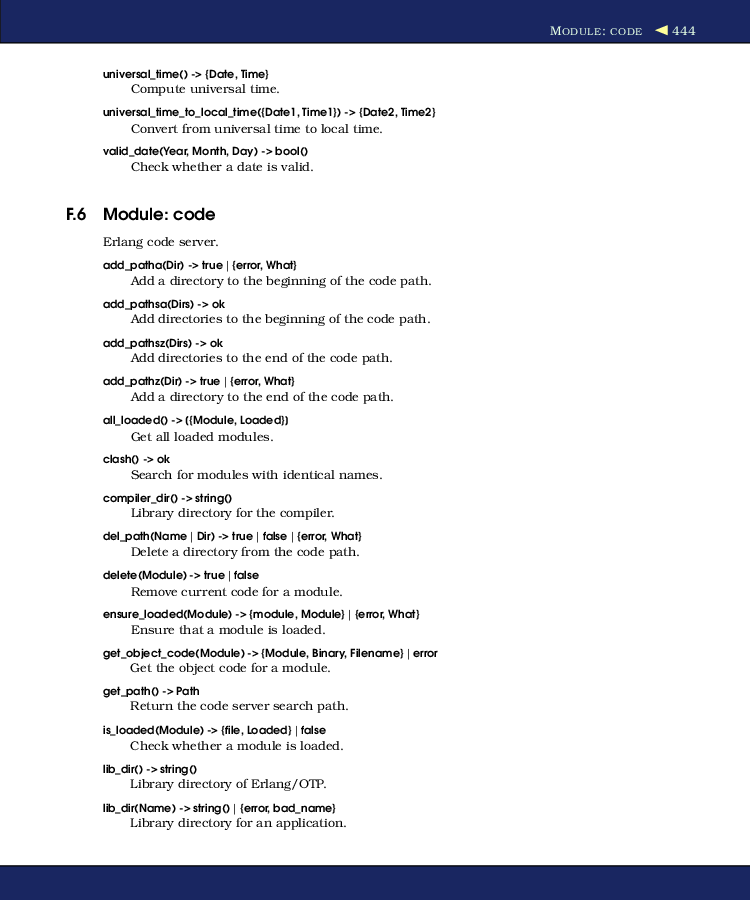 MODULE: CODE ◀ 444
universal_time() -> {Date, Time}
Compute universal time.
universal_time_to_local_time({Date1, Time1}) -> {Date2, Time2}
Convert from universal time to local time.
valid_date(Year, Month, Day) -> bool()
Check whether a date is valid.
F.6 Module: code
Erlang code server.
add_patha(Dir) -> true | {error, What}
Add a directory to the beginning of the code path.
add_pathsa(Dirs) -> ok
Add directories to the beginning of the code path.
add_pathsz(Dirs) -> ok
Add directories to the end of the code path.
add_pathz(Dir) -> true | {error, What}
Add a directory to the end of the code path.
all_loaded() -> [{Module, Loaded}]
Get all loaded modules.
clash() -> ok
Search for modules with identical names.
compiler_dir() -> string()
Library directory for the compiler.
del_path(Name | Dir) -> true | false | {error, What}
Delete a directory from the code path.
delete(Module) -> true | false
Remove current code for a module.
ensure_loaded(Module) -> {module, Module} | {error, What}
Ensure that a module is loaded.
get_object_code(Module) -> {Module, Binary, Filename} | error
Get the object code for a module.
get_path() -> Path
Return the code server search path.
is_loaded(Module) -> {file, Loaded} | false
Check whether a module is loaded.
lib_dir() -> string()
Library directory of Erlang/OTP.
lib_dir(Name) -> string() | {error, bad_name}
Library directory for an application.